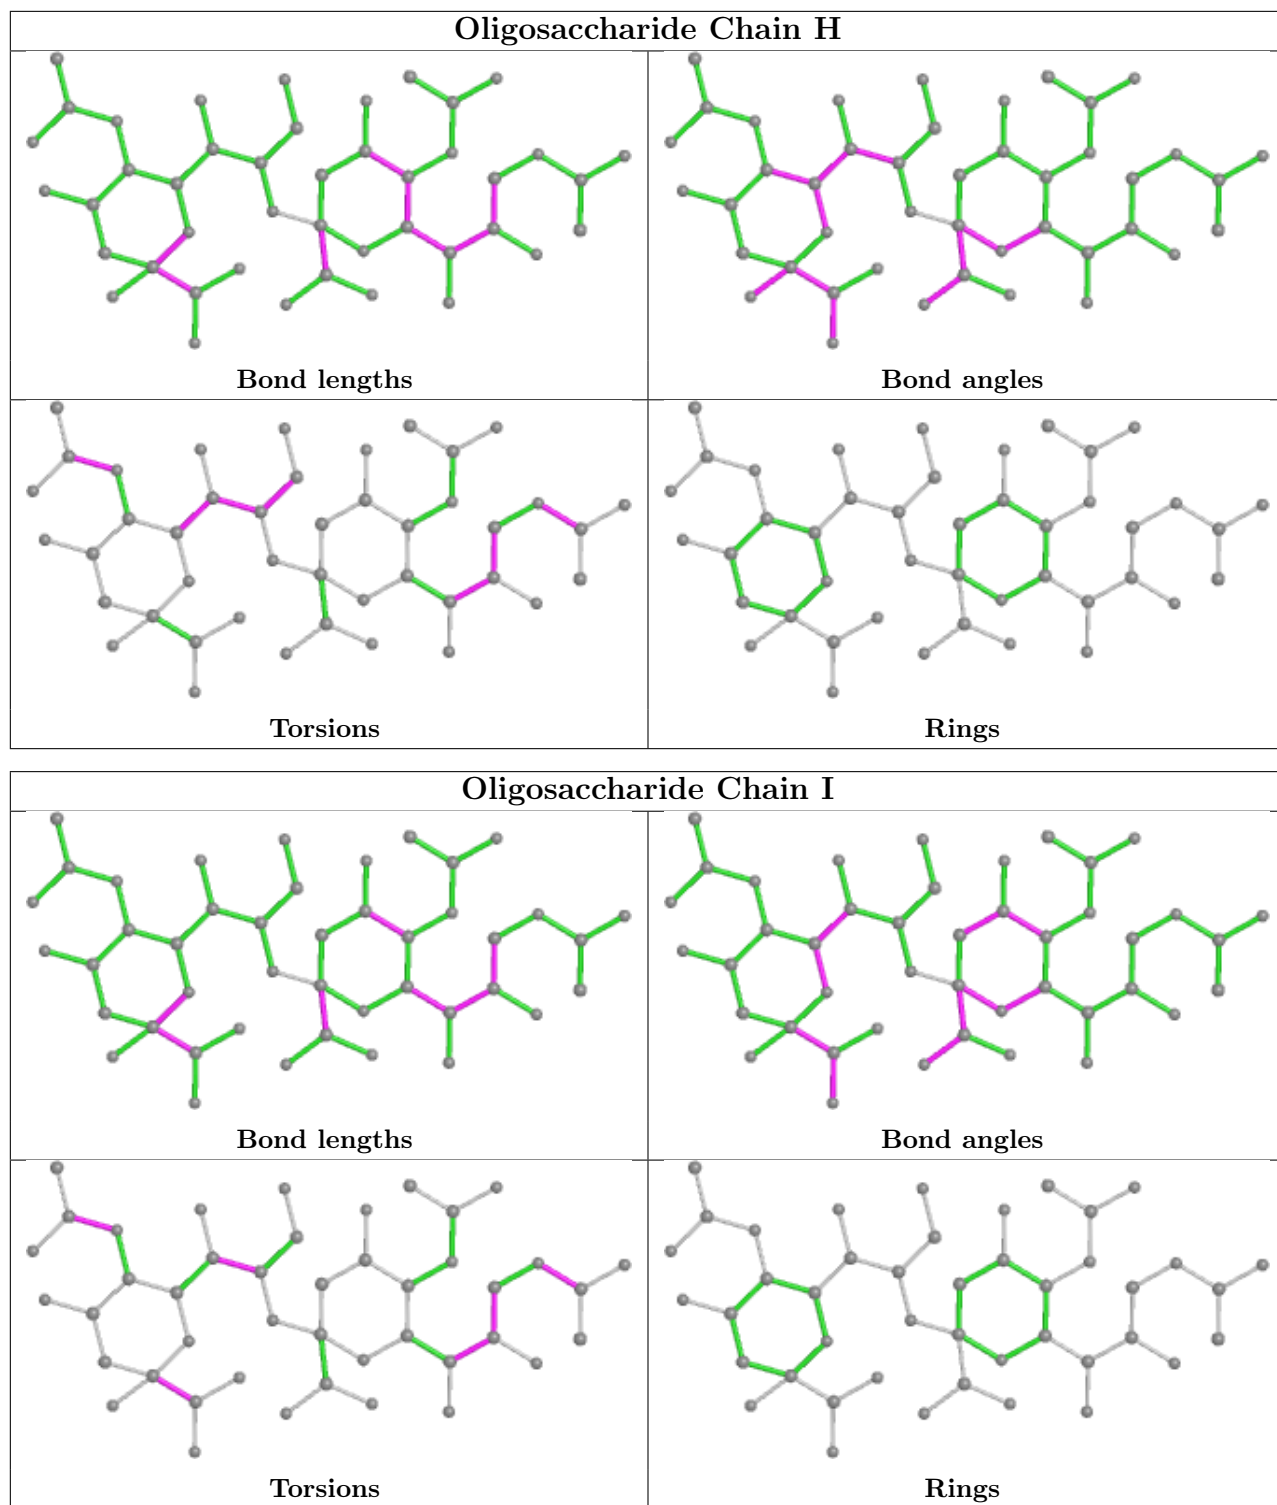 Oligosaccharide Chain H
Bond lengths
Bond angles
Torsions
Rings
Oligosaccharide Chain I
Bond lengths
Bond angles
Torsions
Rings